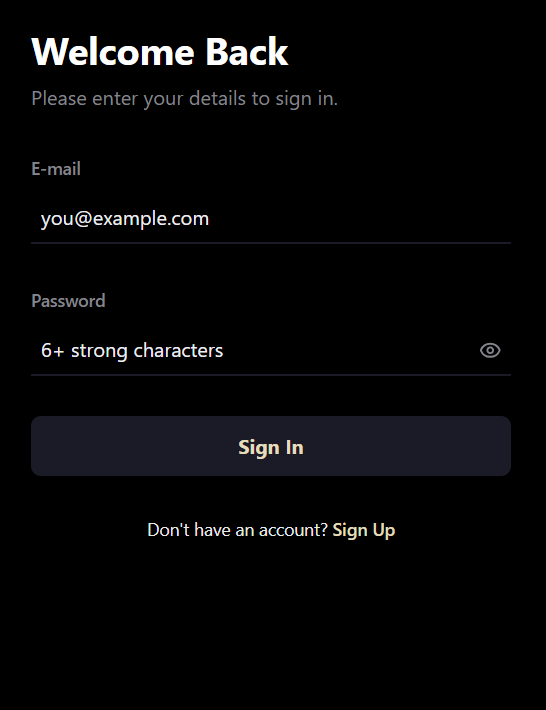 Welcome Back
Please enter your details to sign in.
E-mail
you@example.com
Password
6+ strong characters
Sign In
Don't have an account? Sign Up